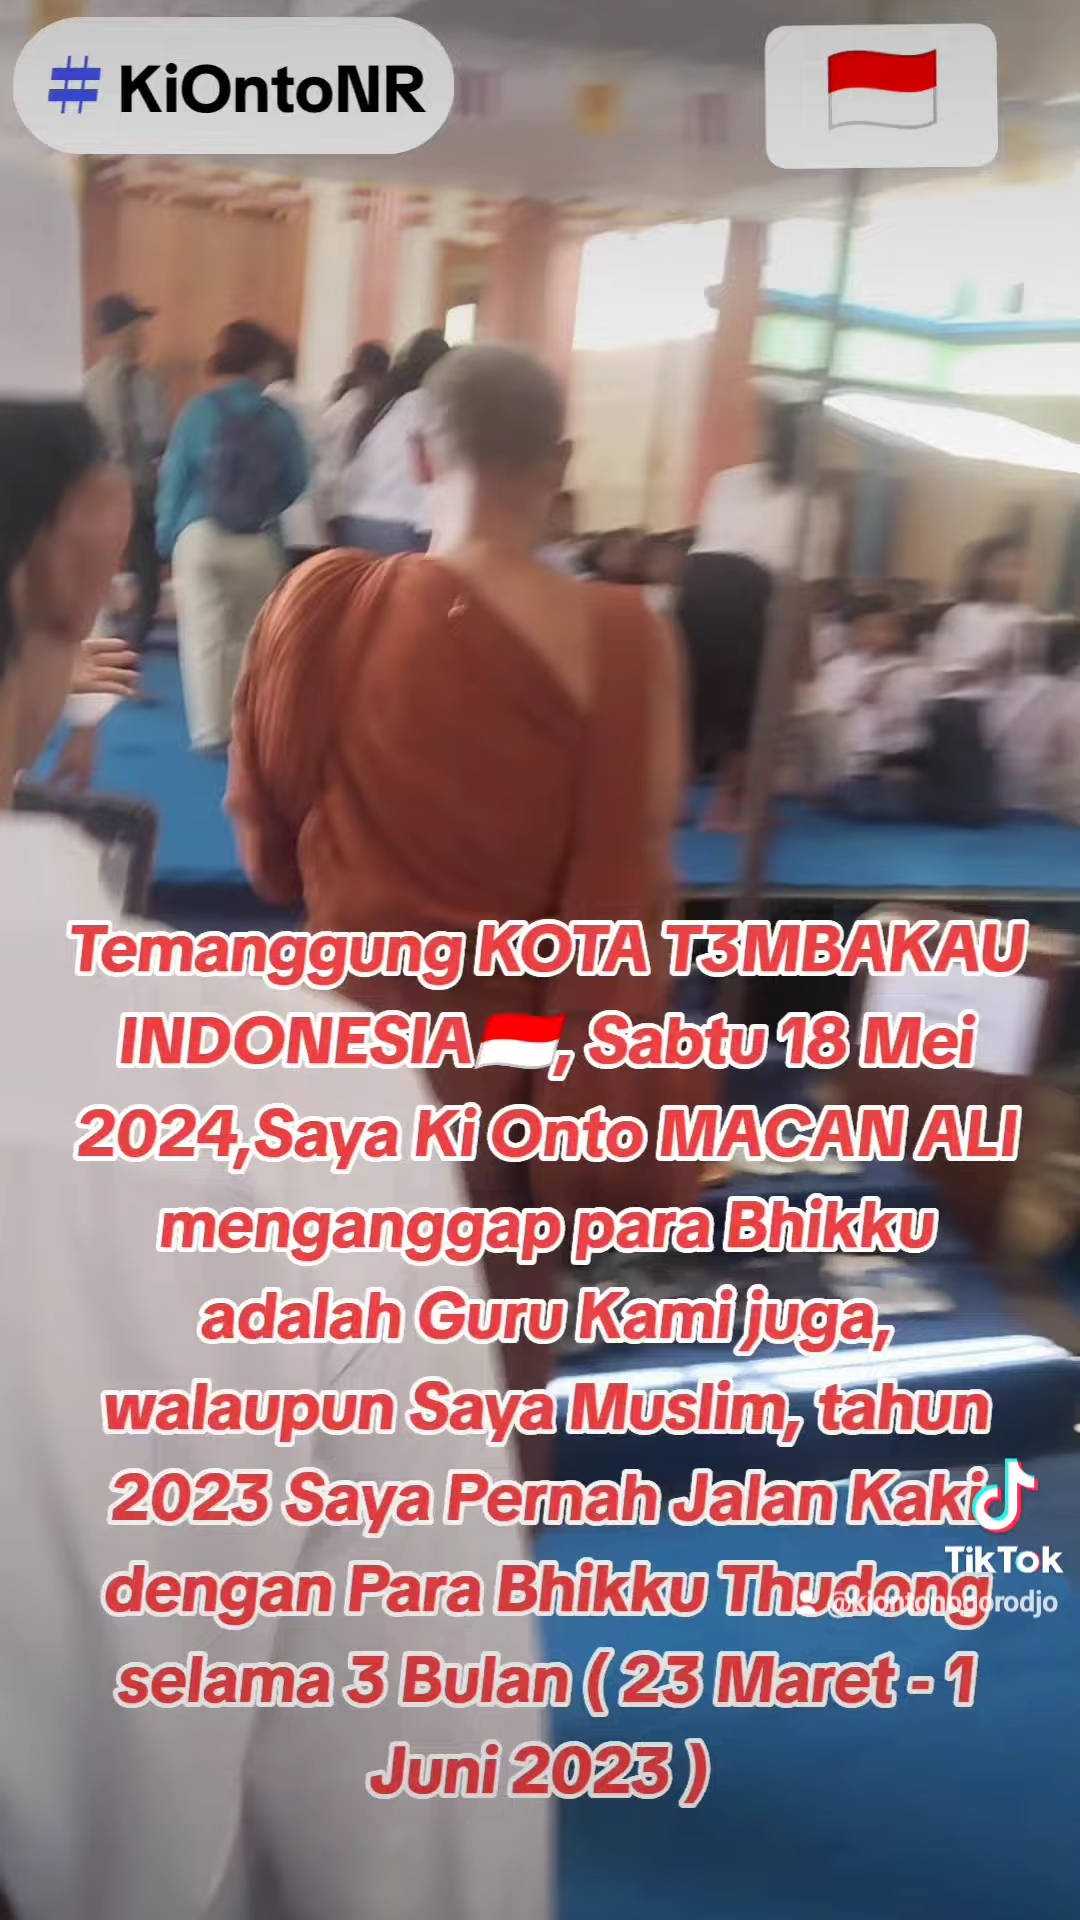 # KiOntoNR
Temanggung KOTA T3MBAKAU
INDONESIA🇮🇩, Sabtu 18 Mei
2024,Saya Ki Onto MACAN ALI
menganggap para Bhikku
adalah Guru Kami juga,
walaupun Saya Muslim, tahun
2023 Saya Pernah Jalan Kaki
dengan Para Bhikku Thudong
selama 3 Bulan ( 23 Maret - 1
Juni 2023 )
TikTok